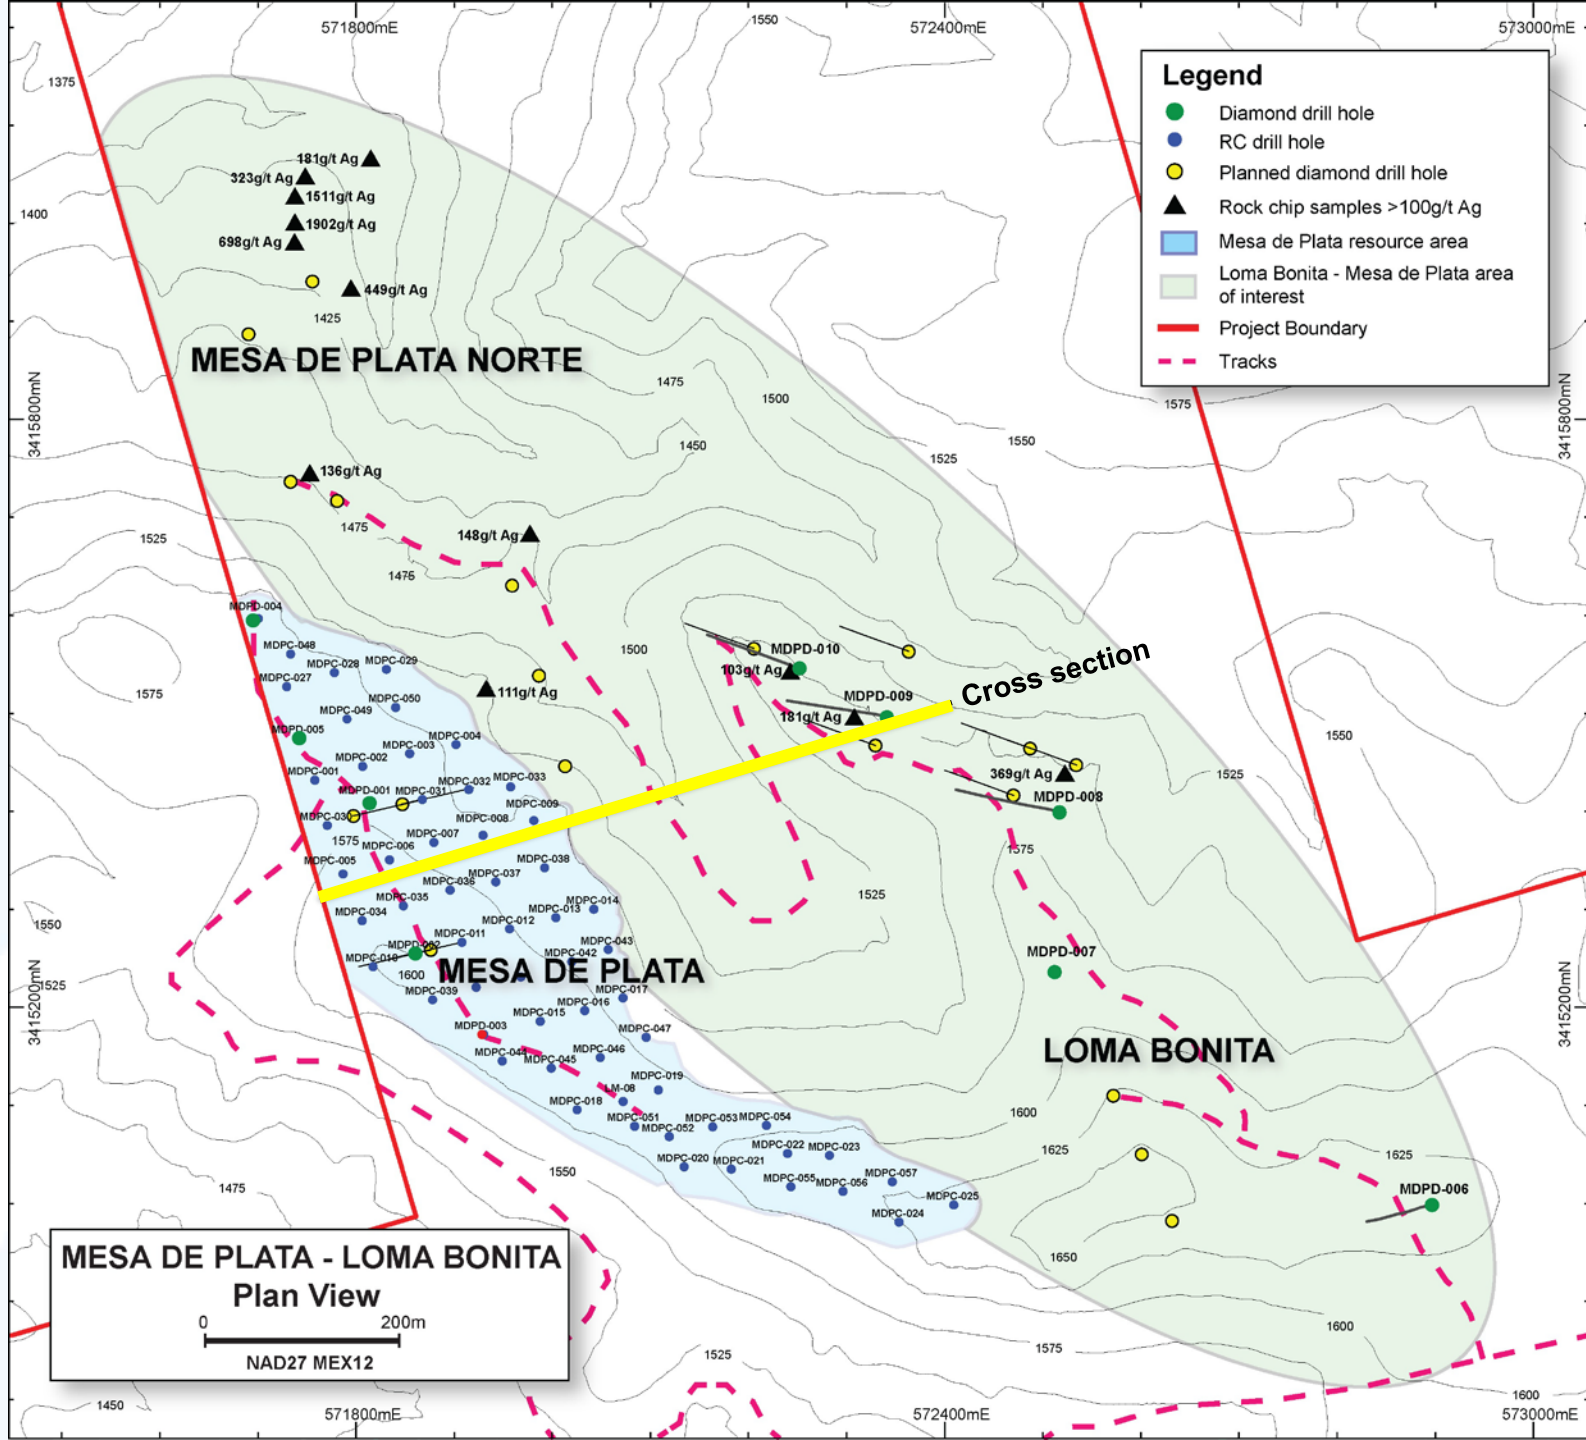 571800mE
1550
572400mE
573000mE
1375
Legend
Diamond drill hole
RC drill hole
Planned diamond drill hole
Rock chip samples >100g/t Ag
Mesa de Plata resource area
Loma Bonita - Mesa de Plata area
of interest
Project Boundary
Tracks
181g/t Ag
323g/t Ag
1511g/t Ag
1400
1902g/t Ag
698g/t Ag
449g/t Ag
1425
MESA DE PLATA NORTE
1475
1500
1575
3415800mN
3415800mN
1450
1550
1525
136g/t Ag
1475
148g/t Ag
1525
1475
MDPD-004
MDPC-048
MDPC-028
MDPC-029
1500
MDPD-010
103g/t Ag
Cross section
MDPC-027
1575
111g/t Ag
MDPC-050
MDPC-049
MDPD-009
181g/t Ag
MDPD-005
MDPC-004
MDPC-003
MDPC-002
1550
MDPC-001
MDPC-033
MDPC-032
MDPD-001
MDPC-031
369g/t Ag
1525
MDPD-008
MDPC-030
MDPC-009
MDPC-008
MDPC-007
1575
MDPC-006
1575
MDPC-005
MDPC-038
MDPC-037
MDPC-036
MDPC-035
1525
MDPC-034
MDPC-014
MDPC-013
MDPC-012
1550
MDPC-011
MDPD-002
MDPC-043
MDPC-042
MDPC-010
MDPD-007
1600
MESA DE PLATA
1525
3415200mN
3415200mN
MDPC-039
MDPC-017
MDPC-016
MDPC-015
MDPD-003
MDPC-047
MDPC-046
MDPC-044
MDPC-045
LOMA BONITA
MDPC-019
LM-08
MDPC-018
MDPC-051
MDPC-053
MDPC-054
MDPC-052
1600
MDPC-022
MDPC-023
1625
1625
MDPC-020
MDPC-021
1550
MDPC-057
MDPC-055
MDPC-056
MDPC-025
MDPC-024
1475
MDPD-006
MESA DE PLATA - LOMA BONITA
Plan View
0 200m
NAD27 MEX12
1650
1600
1525
1575
1450
1600
571800mE
572400mE
573000mE